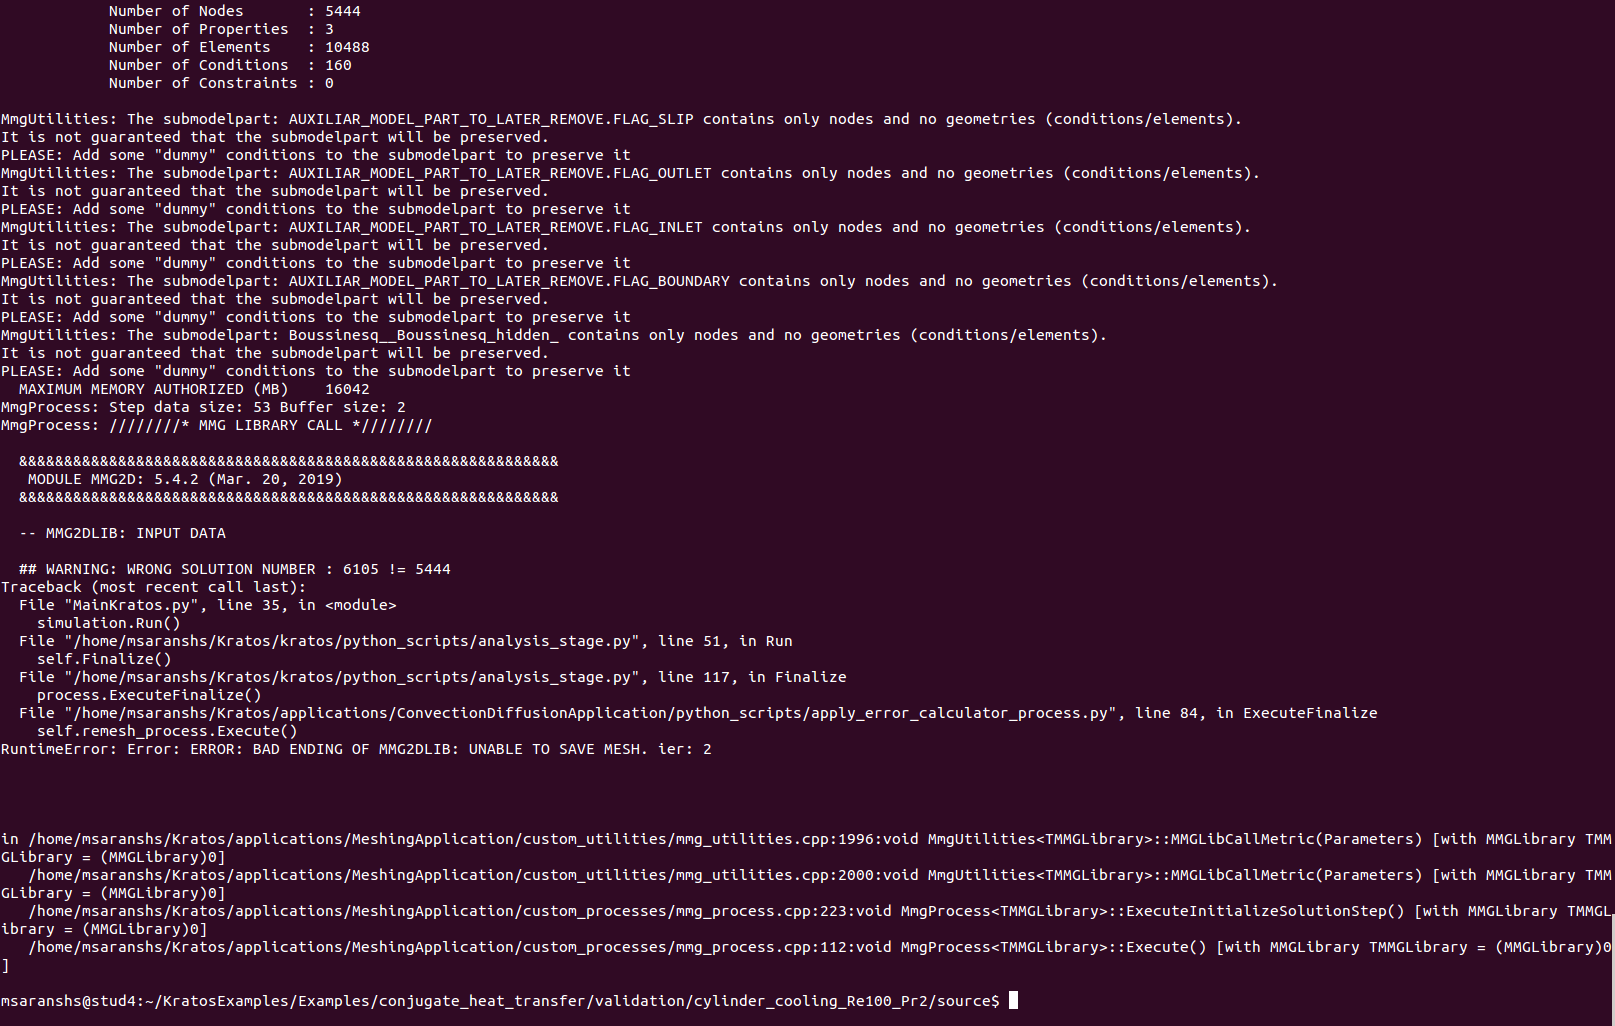 Number of Nodes       : 5444
Number of Properties  : 3
Number of Elements    : 10488
Number of Conditions  : 160
Number of Constraints : 0
MmgUtilities: The submodelpart: AUXILIAR_MODEL_PART_TO_LATER_REMOVE.FLAG_SLIP contains only nodes and no geometries (conditions/elements).
It is not guaranteed that the submodelpart will be preserved.
PLEASE: Add some "dummy" conditions to the submodelpart to preserve it
MmgUtilities: The submodelpart: AUXILIAR_MODEL_PART_TO_LATER_REMOVE.FLAG_OUTLET contains only nodes and no geometries (conditions/elements).
It is not guaranteed that the submodelpart will be preserved.
PLEASE: Add some "dummy" conditions to the submodelpart to preserve it
MmgUtilities: The submodelpart: AUXILIAR_MODEL_PART_TO_LATER_REMOVE.FLAG_INLET contains only nodes and no geometries (conditions/elements).
It is not guaranteed that the submodelpart will be preserved.
PLEASE: Add some "dummy" conditions to the submodelpart to preserve it
MmgUtilities: The submodelpart: AUXILIAR_MODEL_PART_TO_LATER_REMOVE.FLAG_BOUNDARY contains only nodes and no geometries (conditions/elements).
It is not guaranteed that the submodelpart will be preserved.
PLEASE: Add some "dummy" conditions to the submodelpart to preserve it
MmgUtilities: The submodelpart: Boussinesq__Boussinesq_hidden_ contains only nodes and no geometries (conditions/elements).
It is not guaranteed that the submodelpart will be preserved.
PLEASE: Add some "dummy" conditions to the submodelpart to preserve it
  MAXIMUM MEMORY AUTHORIZED (MB)    16042
MmgProcess: Step data size: 53 Buffer size: 2
MmgProcess: ////////* MMG LIBRARY CALL *////////
  &&&&&&&&&&&&&&&&&&&&&&&&&&&&&&&&&&&&&&&&&&&&&&&&&&&&&&&&&&&&
   MODULE MMG2D: 5.4.2 (Mar. 20, 2019)
  &&&&&&&&&&&&&&&&&&&&&&&&&&&&&&&&&&&&&&&&&&&&&&&&&&&&&&&&&&&&
  -- MMG2DLIB: INPUT DATA
  ## WARNING: WRONG SOLUTION NUMBER : 6105 != 5444
Traceback (most recent call last):
  File "MainKratos.py", line 35, in <module>
    simulation.Run()
  File "/home/msaranshs/Kratos/kratos/python_scripts/analysis_stage.py", line 51, in Run
    self.Finalize()
  File "/home/msaranshs/Kratos/kratos/python_scripts/analysis_stage.py", line 117, in Finalize
    process.ExecuteFinalize()
  File "/home/msaranshs/Kratos/applications/ConvectionDiffusionApplication/python_scripts/apply_error_calculator_process.py", line 84, in ExecuteFinalize
    self.remesh_process.Execute()
RuntimeError: Error: ERROR: BAD ENDING OF MMG2DLIB: UNABLE TO SAVE MESH. ier: 2
in /home/msaranshs/Kratos/applications/MeshingApplication/custom_utilities/mmg_utilities.cpp:1996:void MmgUtilities<TMMGLibrary>::MMGLibCallMetric(Parameters) [with MMGLibrary TMM
GLibrary = (MMGLibrary)0]
   /home/msaranshs/Kratos/applications/MeshingApplication/custom_utilities/mmg_utilities.cpp:2000:void MmgUtilities<TMMGLibrary>::MMGLibCallMetric(Parameters) [with MMGLibrary TMM
GLibrary = (MMGLibrary)0]
   /home/msaranshs/Kratos/applications/MeshingApplication/custom_processes/mmg_process.cpp:223:void MmgProcess<TMMGLibrary>::ExecuteInitializeSolutionStep() [with MMGLibrary TMMGL
ibrary = (MMGLibrary)0]
   /home/msaranshs/Kratos/applications/MeshingApplication/custom_processes/mmg_process.cpp:112:void MmgProcess<TMMGLibrary>::Execute() [with MMGLibrary TMMGLibrary = (MMGLibrary)0
]
msaranshs@stud4:~/KratosExamples/Examples/conjugate_heat_transfer/validation/cylinder_cooling_Re100_Pr2/source$